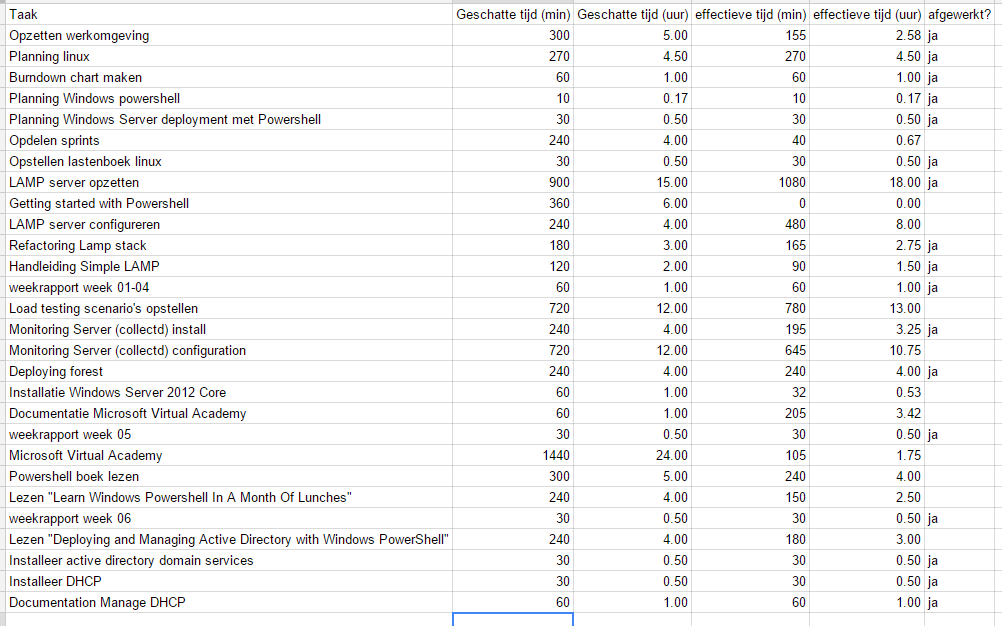 Taak Geschatte tijd (min) Geschatte tijd (uur) effectieve tijd (min) effectieve tijd (uur) afgewerkt?
Opzetten werkomgeving 300 5.00 155 2.58 ja
Planning linux 270 4.50 270 4.50 ja
Burndown chart maken 60 1.00 60 1.00 ja
Planning Windows powershell 10 0.17 10 0.17 ja
Planning Windows Server deployment met Powershell 30 0.50 30 0.50 ja
Opdelen sprints 240 4.00 40 0.67
Opstellen lastenboek linux 30 0.50 30 0.50 ja
LAMP server opzetten 900 15.00 1080 18.00 ja
Getting started with Powershell 360 6.00 0 0.00
LAMP server configureren 240 4.00 480 8.00
Refactoring Lamp stack 180 3.00 165 2.75 ja
Handleiding Simple LAMP 120 2.00 90 1.50 ja
weekrapport week 01-04 60 1.00 60 1.00 ja
Load testing scenario's opstellen 720 12.00 780 13.00
Monitoring Server (collectd) install 240 4.00 195 3.25 ja
Monitoring Server (collectd) configuration 720 12.00 645 10.75
Deploying forest 240 4.00 240 4.00 ja
Installatie Windows Server 2012 Core 60 1.00 32 0.53
Documentatie Microsoft Virtual Academy 60 1.00 205 3.42
weekrapport week 05 30 0.50 30 0.50 ja
Microsoft Virtual Academy 1440 24.00 105 1.75
Powershell boek lezen 300 5.00 240 4.00
Lezen "Learn Windows Powershell In A Month Of Lunches" 240 4.00 150 2.50
weekrapport week 06 30 0.50 30 0.50 ja
Lezen "Deploying and Managing Active Directory with Windows PowerShell" 240 4.00 180 3.00
Installeer active directory domain services 30 0.50 30 0.50 ja
Installeer DHCP 30 0.50 30 0.50 ja
Documentation Manage DHCP 60 1.00 60 1.00 ja